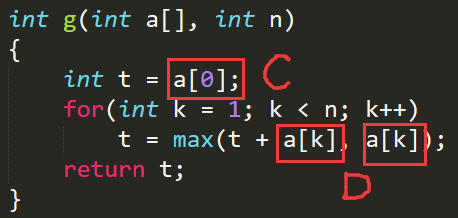 int g(int a[], int n)
{
    int t = a[0]; C
    for(int k = 1; k < n; k++)
        t = max(t + a[k], a[k]);
D
    return t;
}